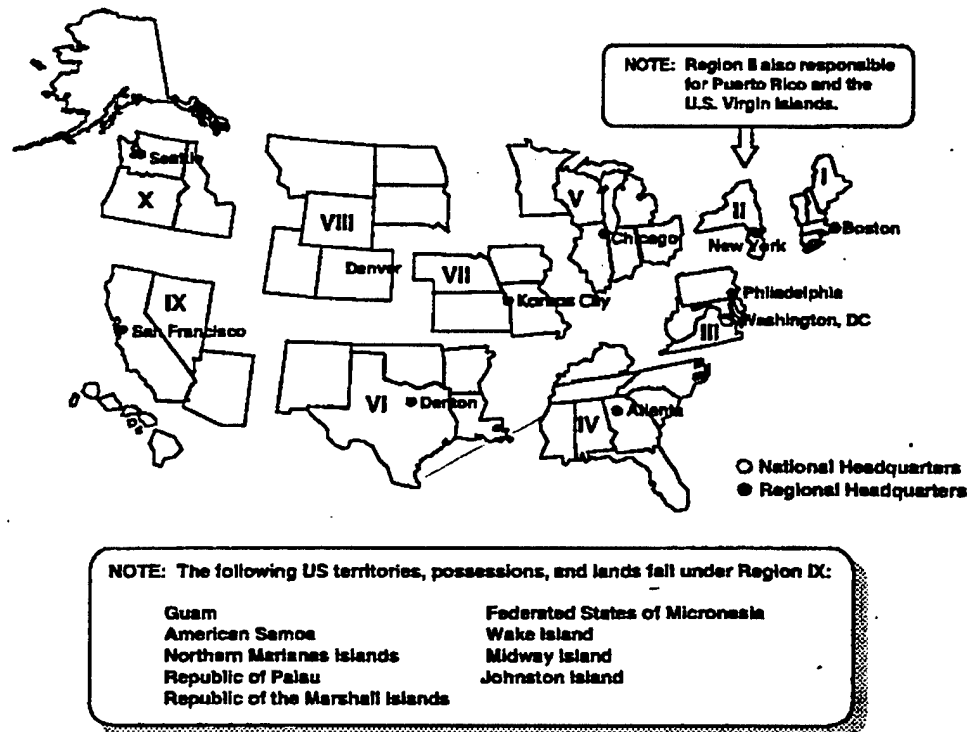 NOTE: Region II also responsible
for Puerto Rico and the
U.S. Virgin Islands.
I
Seattle
X
V
II
VIII
Boston
Chicago
New York
Denver
VII
IX
Philadelphia
Kansas City
San Francisco
Washington, DC
III
VI
Denton
IV
Atlanta
National Headquarters
Regional Headquarters
NOTE: The following US territories, possessions, and lands fall under Region IX:
Guam
American Samoa
Northern Marianas Islands
Republic of Palau
Republic of the Marshall Islands
Federated States of Micronesia
Wake Island
Midway Island
Johnston Island